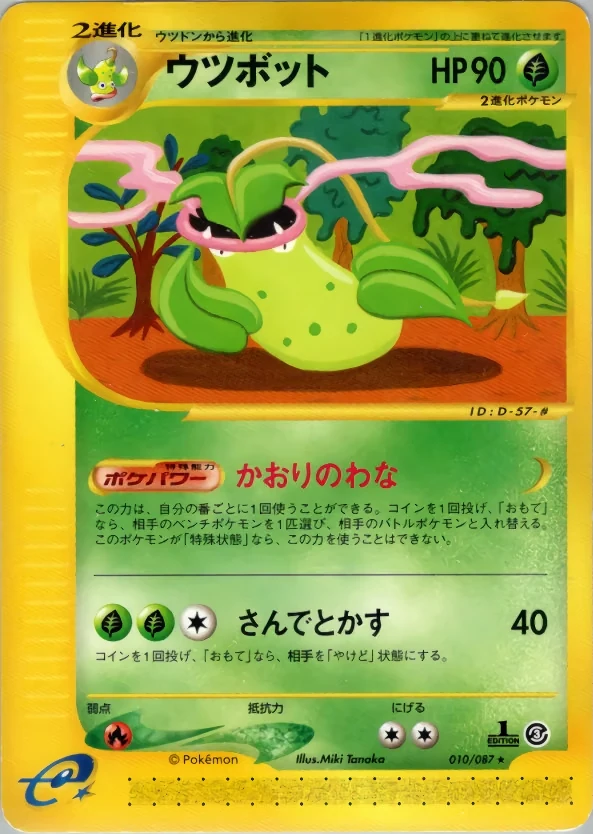 2進化
ウツドンから進化
「1進化ポケモン」の上に重ねて進化させます。
ウツボット
HP90
2進化ポケモン
ID:D-57-#
特殊能力
ポケパワー
かおりのわな
この力は、自分の番ごとに1回使うことができる。コインを1回投げ、「おもて」
なら、相手のベンチポケモンを1匹選び、相手のバトルポケモンと入れ替える。
このポケモンが「特殊状態」なら、この力を使うことはできない。
さんでとかす
40
コインを1回投げ、「おもて」なら、相手を「やけど」状態にする。
弱点
抵抗力
にげる
1
EDITION
© Pokémon
Illus.Miki Tanaka
010/087 ★
e